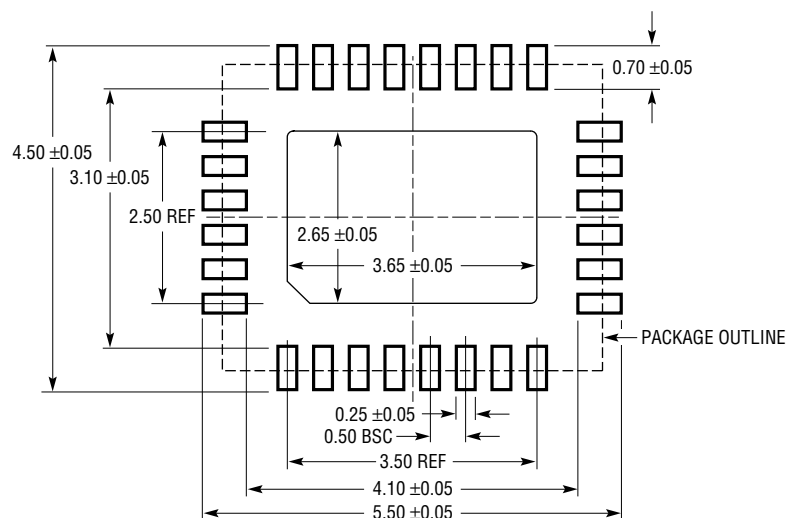 0.70 ±0.05
4.50 ±0.05
3.10 ±0.05
2.50 REF
2.65 ±0.05
3.65 ±0.05
PACKAGE OUTLINE
0.25 ±0.05
0.50 BSC
3.50 REF
4.10 ±0.05
5.50 ±0.05